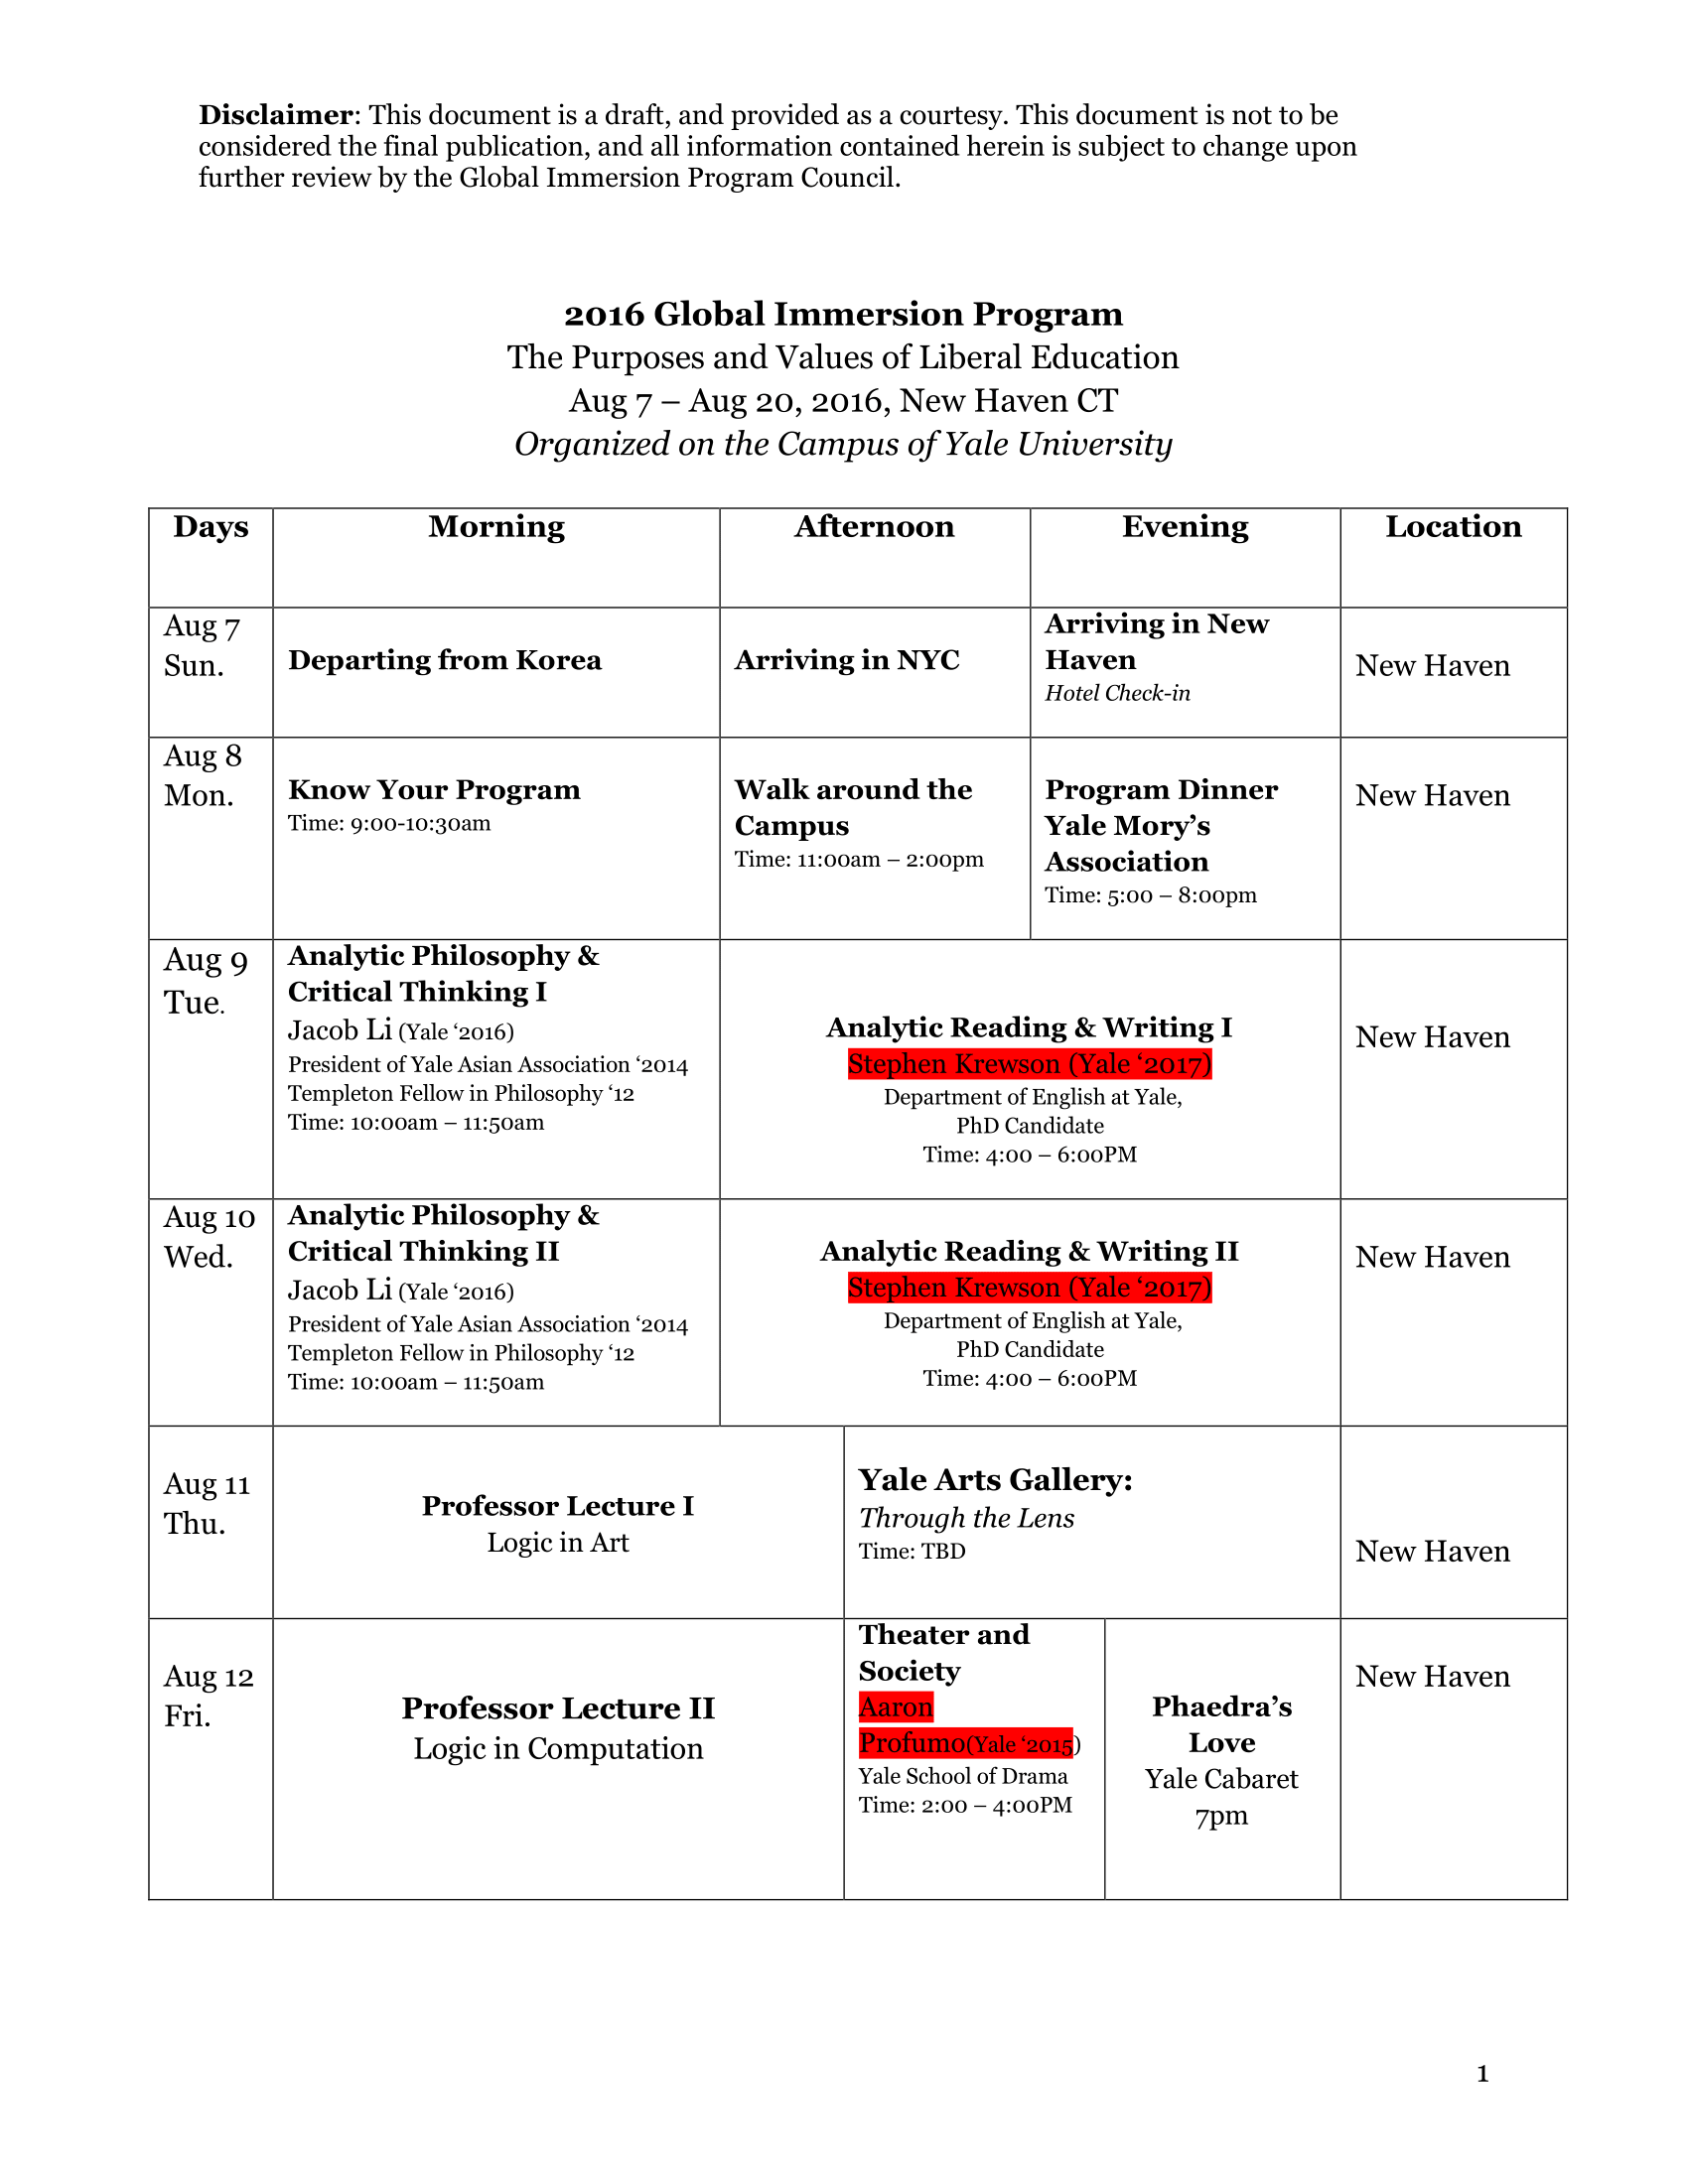 Disclaimer: This document is a draft, and provided as a courtesy. This document is not to be
considered the final publication, and all information contained herein is subject to change upon
further review by the Global Immersion Program Council.
2016 Global Immersion Program
The Purposes and Values of Liberal Education
Aug 7 – Aug 20, 2016, New Haven CT
Organized on the Campus of Yale University
Days
Morning
Afternoon
Evening
Location
Aug 7
Sun.
Departing from Korea
Arriving in NYC
Arriving in New
Haven
Hotel Check-in
New Haven
Aug 8
Mon.
Know Your Program
Time: 9:00-10:30am
Walk around the
Campus
Time: 11:00am – 2:00pm
Program Dinner
Yale Mory’s
Association
Time: 5:00 – 8:00pm
New Haven
Aug 9
Tue.
Analytic Philosophy &
Critical Thinking I
Jacob Li (Yale ‘2016)
President of Yale Asian Association ‘2014
Templeton Fellow in Philosophy ‘12
Time: 10:00am – 11:50am
Analytic Reading & Writing I
Stephen Krewson (Yale ‘2017)
Department of English at Yale,
PhD Candidate
Time: 4:00 – 6:00PM
New Haven
Aug 10
Wed.
Analytic Philosophy &
Critical Thinking II
Jacob Li (Yale ‘2016)
President of Yale Asian Association ‘2014
Templeton Fellow in Philosophy ‘12
Time: 10:00am – 11:50am
Analytic Reading & Writing II
Stephen Krewson (Yale ‘2017)
Department of English at Yale,
PhD Candidate
Time: 4:00 – 6:00PM
New Haven
Aug 11
Thu.
Professor Lecture I
Logic in Art
Yale Arts Gallery:
Through the Lens
Time: TBD
New Haven
Aug 12
Fri.
Professor Lecture II
Logic in Computation
Theater and
Society
Aaron
Profumo(Yale ‘2015)
Yale School of Drama
Time: 2:00 – 4:00PM
Phaedra’s
Love
Yale Cabaret
7pm
New Haven
1